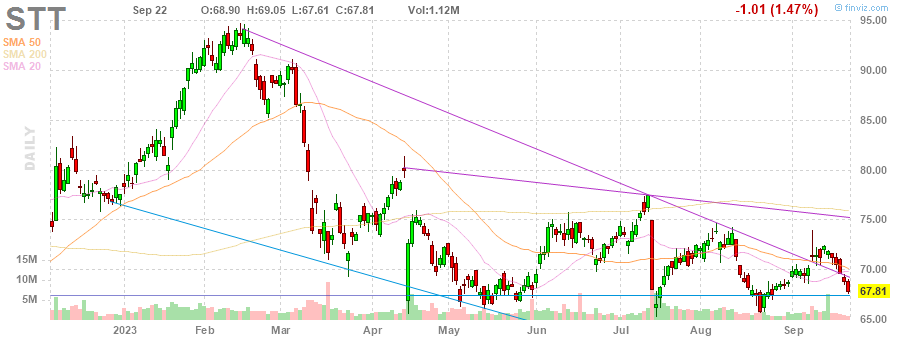 STT Sep 22 O:68.90 H:69.05 L:67.61 C:67.81 Vol:1.12M -1.01 (1.47%) © finviz.com
SMA 50
SMA 200
SMA 20
DAILY
95.00
90.00
85.00
80.00
75.00
70.00
67.81
65.00
15M
10M
5M
2023 Feb Mar Apr May Jun Jul Aug Sep